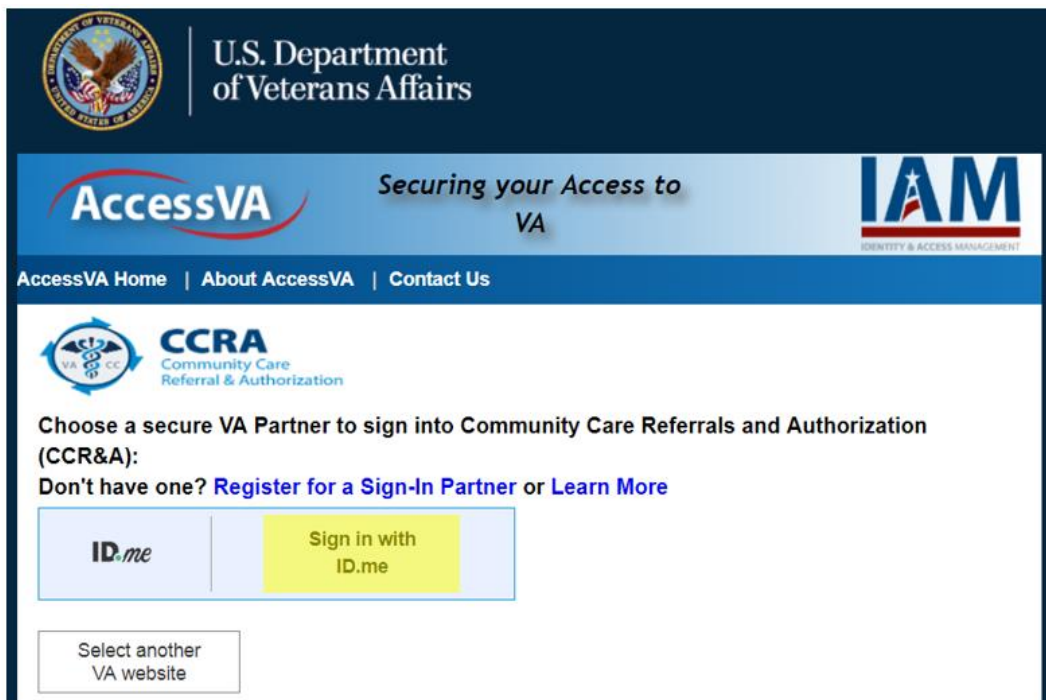 U.S. Department
of Veterans Affairs
AccessVA
Securing your Access to
VA
IAM
IDENTITY & ACCESS MANAGEMENT
AccessVA Home | About AccessVA | Contact Us
VA CC
CCRA
Community Care
Referral & Authorization
Choose a secure VA Partner to sign into Community Care Referrals and Authorization
(CCR&A):
Don't have one? Register for a Sign-In Partner or Learn More
ID.me
Sign in with
ID.me
Select another
VA website